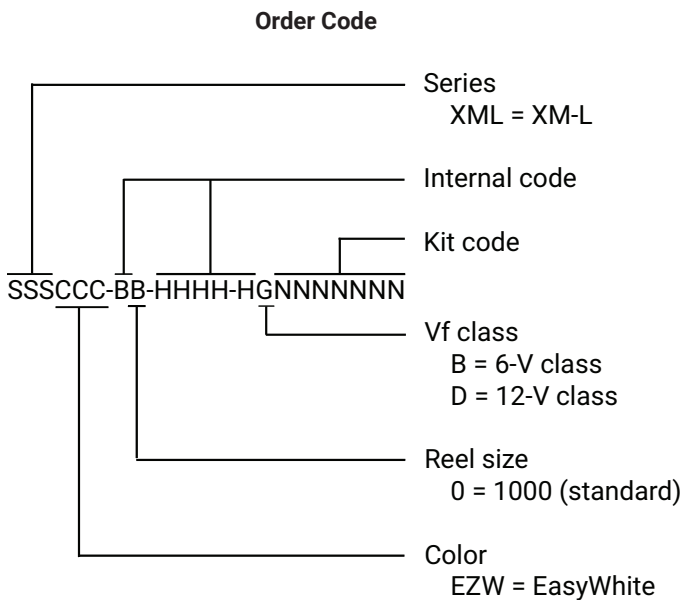 Order Code
Series
XML = XM-L
Internal code
Kit code
SSSCCC-BB-HHHH-HGNNNNNNN
Vf class
B = 6-V class
D = 12-V class
Reel size
0 = 1000 (standard)
Color
EZW = EasyWhite